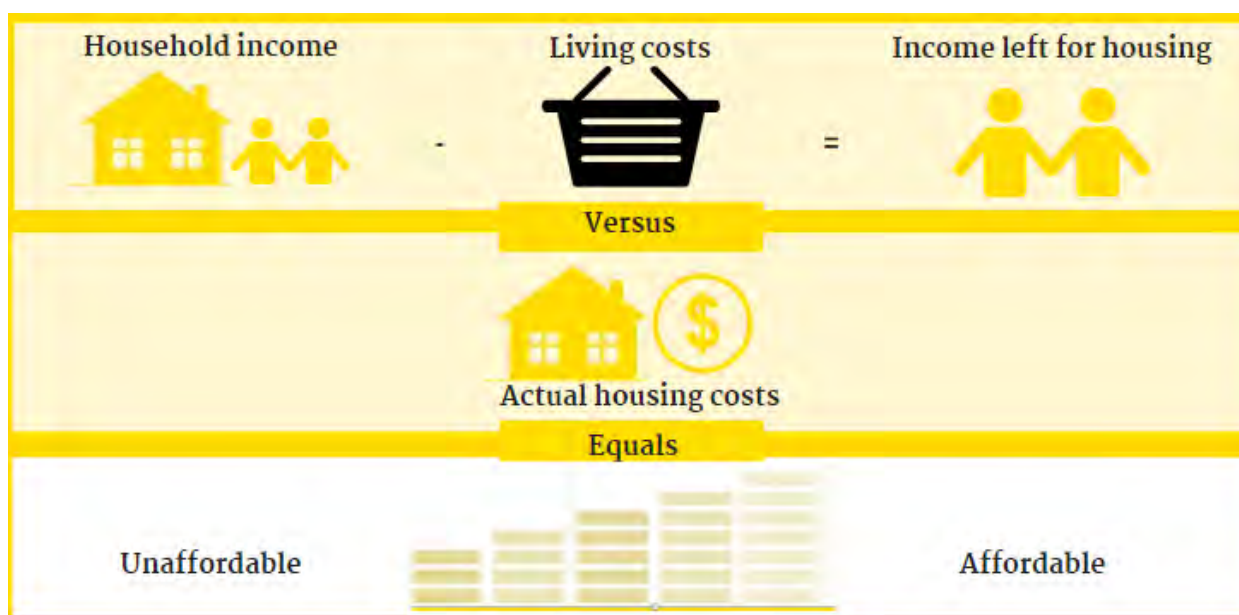 Household income
Living costs
Income left for housing
-
=
Versus
$
Actual housing costs
Equals
Unaffordable
Affordable